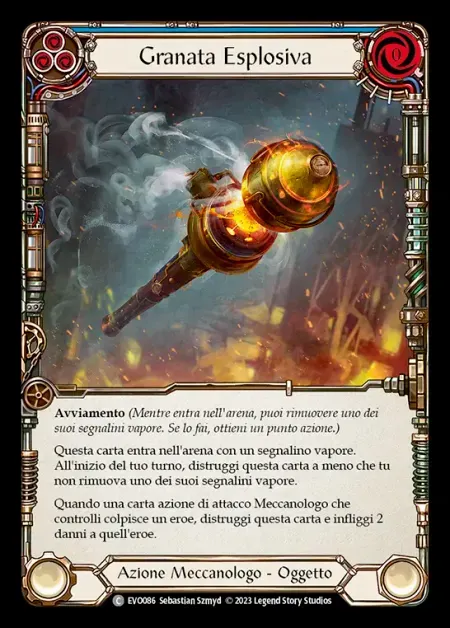 Granata Esplosiva
0
Avviamento (Mentre entra nell'arena, puoi rimuovere uno dei
suoi segnalini vapore. Se lo fai, ottieni un punto azione.)
Questa carta entra nell'arena con un segnalino vapore.
All'inizio del tuo turno, distruggi questa carta a meno che tu
non rimuova uno dei suoi segnalini vapore.
Quando una carta azione di attacco Meccanologo che
controlli colpisce un eroe, distruggi questa carta e infliggi 2
danni a quell'eroe.
Azione Meccanologo - Oggetto
C EVO086 Sebastian Szmyd © 2023 Legend Story Studios